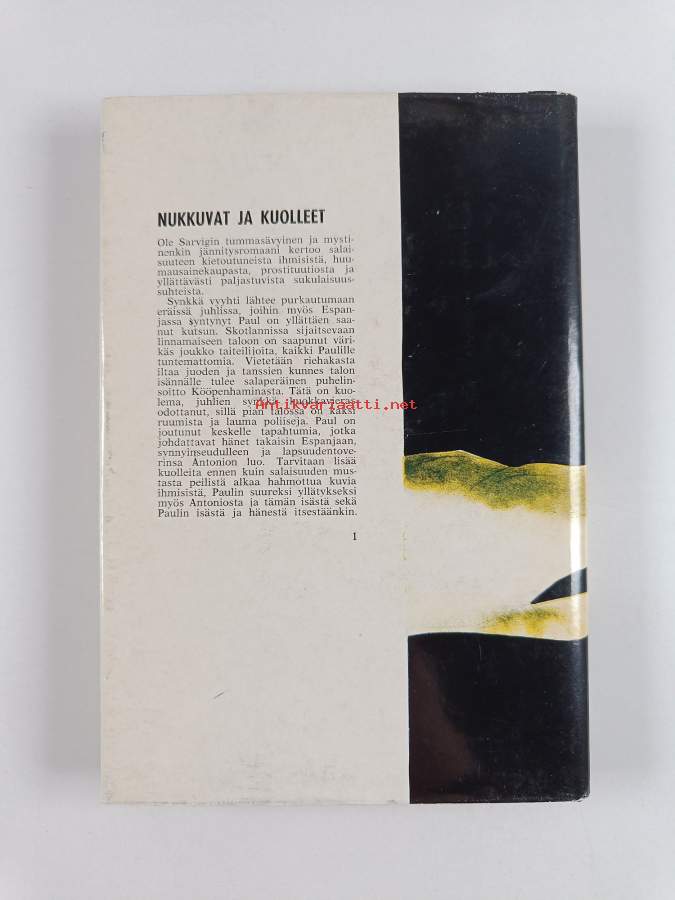 NUKKUVAT JA KUOLLEET
Ole Sarvigin tummasävyinen ja mysti-
nenkin jännitysromaani kertoo salai-
suuteen kietoutuneista ihmisistä, huu-
mausainekaupasta, prostituutiosta ja
yllättävästi paljastuvista sukulaisuus-
suhteista.
Synkkä vyyhti lähtee purkautumaan
eräissä juhlissa, joihin myös Espan-
jassa syntynyt Paul on yllättäen saa-
nut kutsun. Skotlannissa sijaitsevaan
linnamaiseen taloon on saapunut väri-
käs joukko taiteilijoita, kaikki Paulille
tuntemattomia. Vietetään riehakasta
iltaa juoden ja tanssien kunnes talon
isännälle tulee salaperäinen puhelin-
soitto Kööpenhaminasta. Tätä on kuo-
lema, juhlien synkkä kuokkavieras
Antikvariaatti.net
odottanut, sillä pian talossa on kaksi
ruumista ja lauma poliiseja. Paul on
joutunut keskelle tapahtumia, jotka
johdattavat hänet takaisin Espanjaan,
synnyinseudulleen ja lapsuudentove-
rinsa Antonion luo. Tarvitaan lisää
kuolleita ennen kuin salaisuuden mus-
tasta peilistä alkaa hahmottua kuvia
ihmisistä, Paulin suureksi yllätykseksi
myös Antoniosta ja tämän isästä sekä
Paulin isästä ja hänestä itsestäänkin.
1